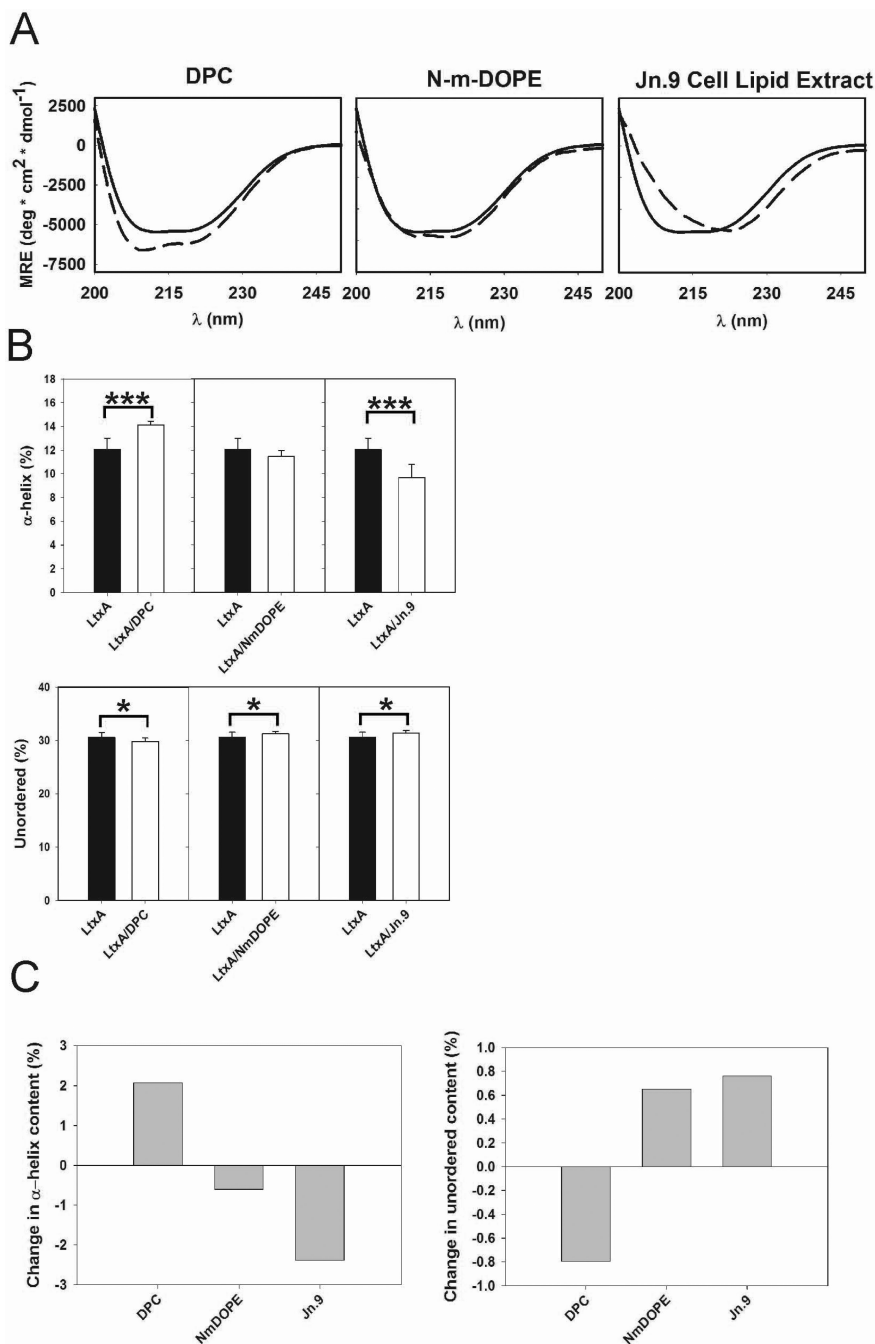 A
DPC
N-m-DOPE
Jn.9 Cell Lipid Extract
MRE (deg * cm² * dmol⁻¹)
2500
0
-2500
-5000
-7500
200 215 230 245
200 215 230 245
200 215 230 245
λ (nm)
λ (nm)
λ (nm)
B
α-helix (%)
18
16
14
12
10
8
6
4
2
0
***
***
LtxA
LtxA/DPC
LtxA
LtxA/NmDOPE
LtxA
LtxA/Jn.9
Unordered (%)
40
30
20
10
0
*
*
*
LtxA
LtxA/DPC
LtxA
LtxA/NmDOPE
LtxA
LtxA/Jn.9
C
Change in α−helix content (%)
3
2
1
0
-1
-2
-3
DPC
NmDOPE
Jn.9
Change in unordered content (%)
1.0
0.8
0.6
0.4
0.2
0.0
-0.2
-0.4
-0.6
-0.8
-1.0
DPC
NmDOPE
Jn.9